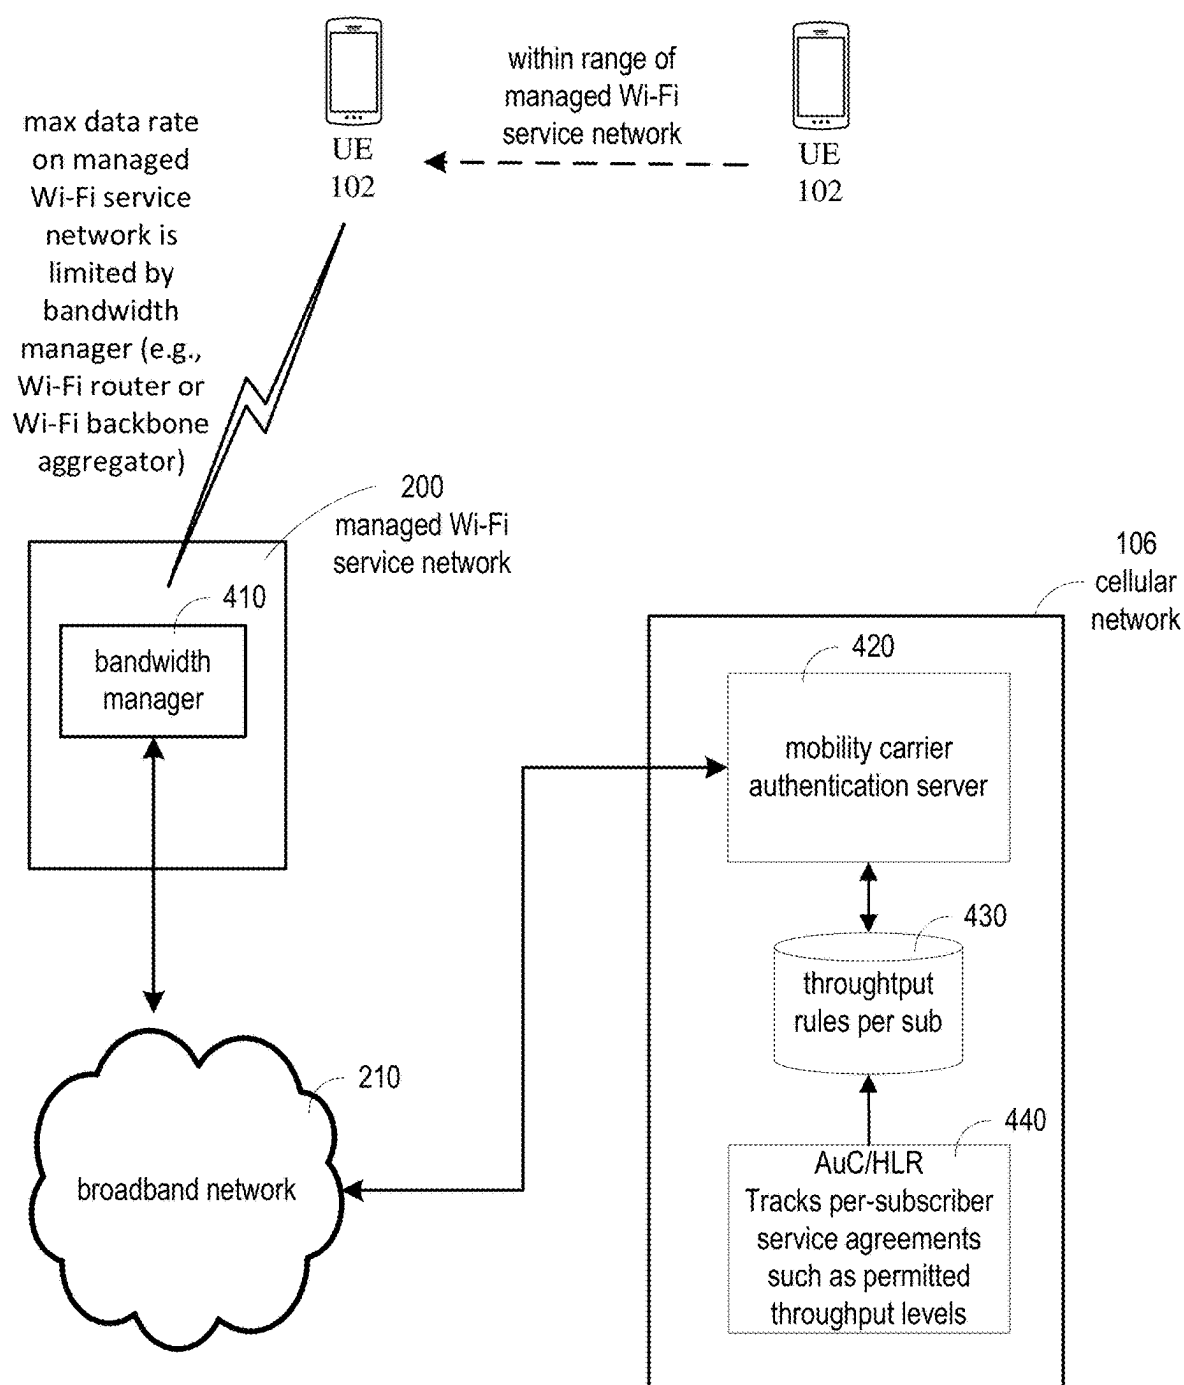 within range of
managed Wi-Fi
service network
UE
102
UE
102
max data rate
on managed
Wi-Fi service
network is
limited by
bandwidth
manager (e.g.,
Wi-Fi router or
Wi-Fi backbone
aggregator)
200
managed Wi-Fi
service network
410
bandwidth
manager
106
cellular
network
420
mobility carrier
authentication server
430
throughtput
rules per sub
210
broadband network
440
AuC/HLR
Tracks per-subscriber
service agreements
such as permitted
throughput levels